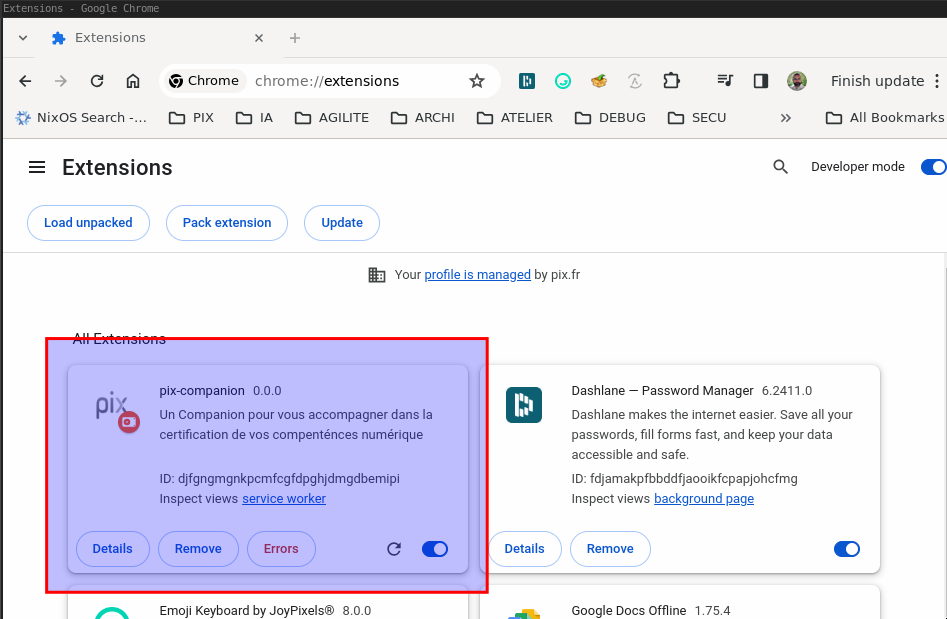 Extensions - Google Chrome
Extensions
Chrome chrome://extensions Finish update
NixOS Search -... PIX IA AGILITE ARCHI ATELIER DEBUG SECU » All Bookmarks
Extensions Developer mode
Load unpacked Pack extension Update
Your profile is managed by pix.fr
All Extensions
pix
pix-companion 0.0.0
Un Companion pour vous accompagner dans la
certification de vos compenténces numérique
ID: djfgngmgnkpcmfcgfdpghjdmgdbemipi
Inspect views service worker
Details Remove Errors
Dashlane — Password Manager 6.2411.0
Dashlane makes the internet easier. Save all your
passwords, fill forms fast, and keep your data
accessible and safe.
ID: fdjamakpfbbddfjaooikfcpapjohcfmg
Inspect views background page
Details Remove
Emoji Keyboard by JoyPixels® 8.0.0
Google Docs Offline 1.75.4